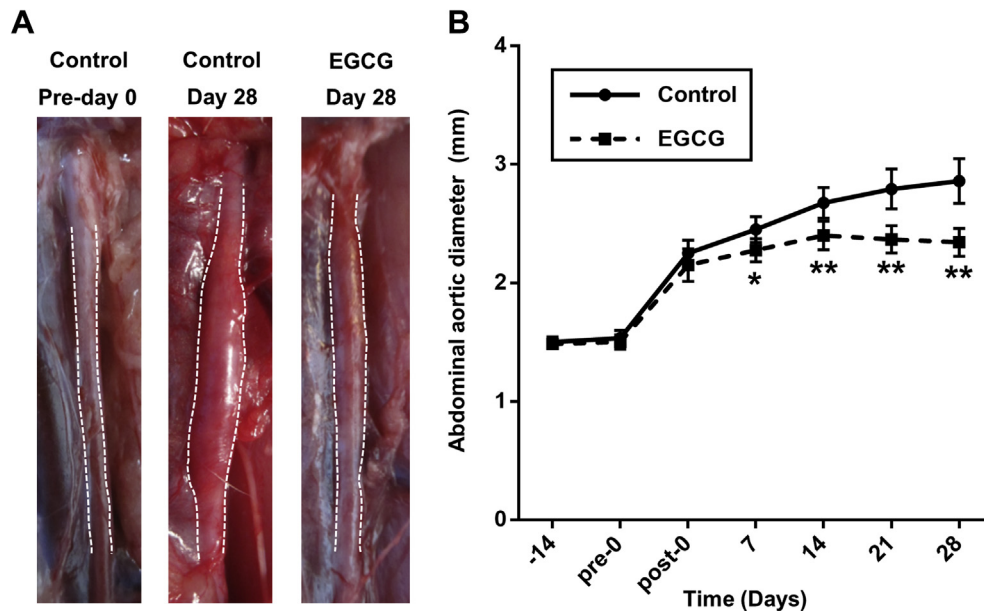 A
Control
Pre-day 0
Control
Day 28
EGCG
Day 28
B
Abdominal aortic diameter (mm)
4
3
2
1
0
Control
EGCG
*
**
**
**
-14
pre-0
post-0
7
14
21
28
Time (Days)